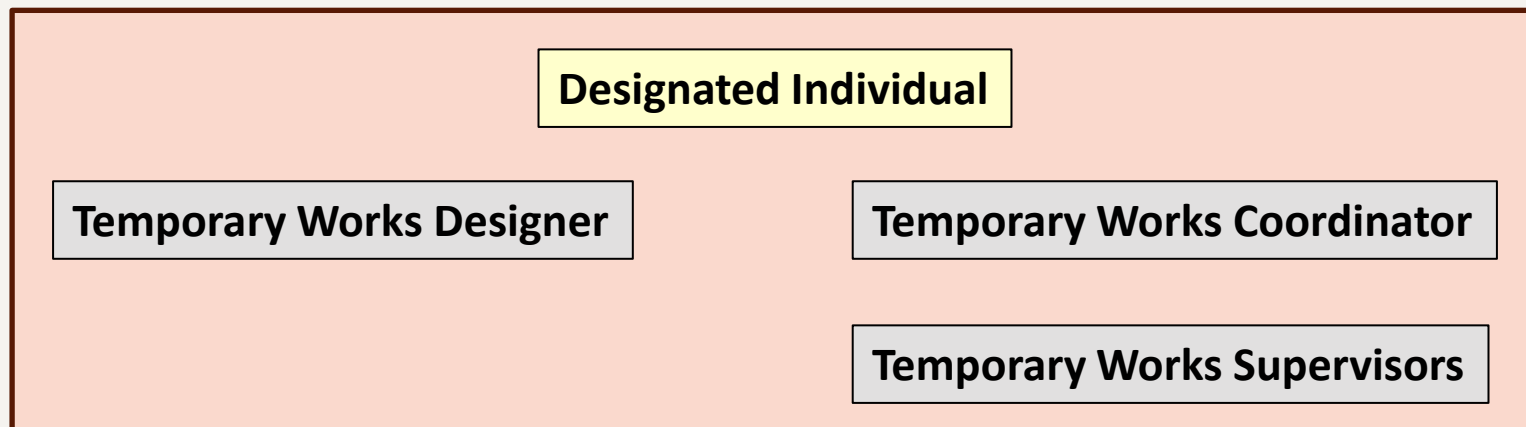 Designated Individual
Temporary Works Designer
Temporary Works Coordinator
Temporary Works Supervisors